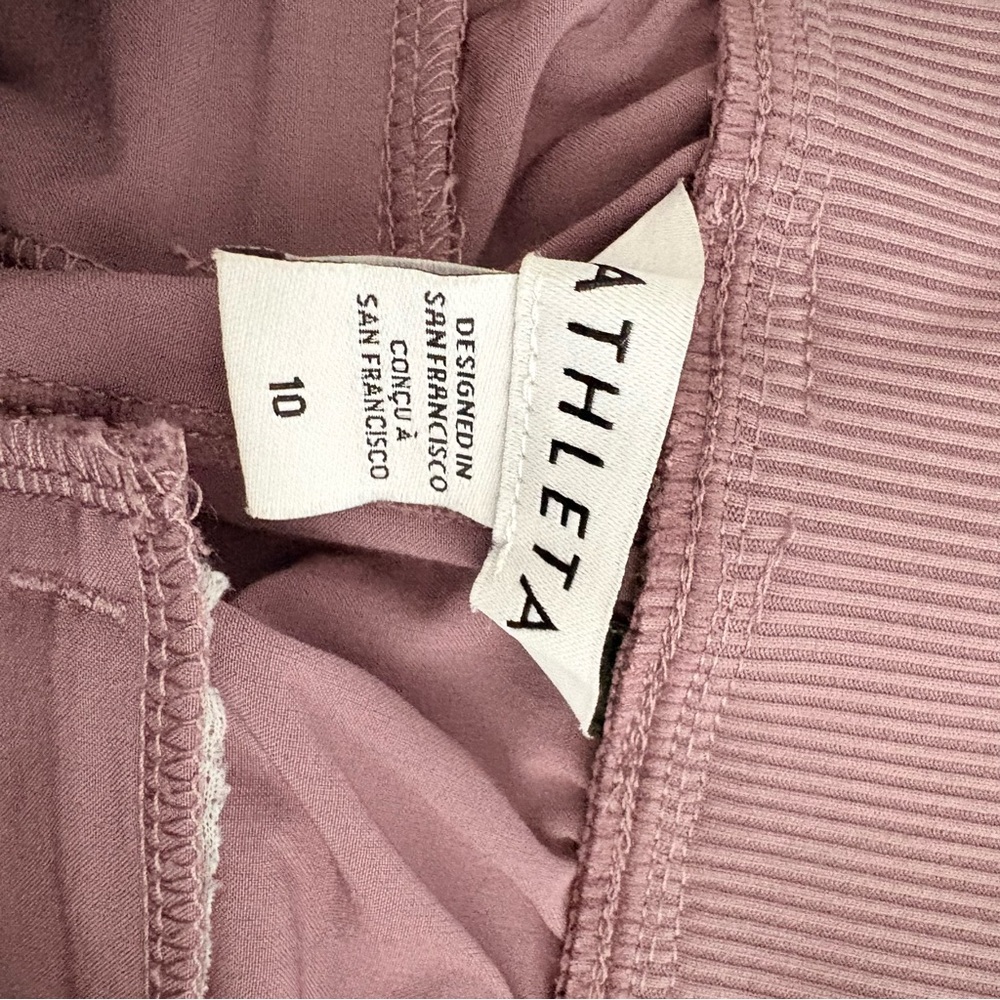 ATHLETA
DESIGNED IN
SAN FRANCISCO
CONÇU À
SAN FRANCISCO
10